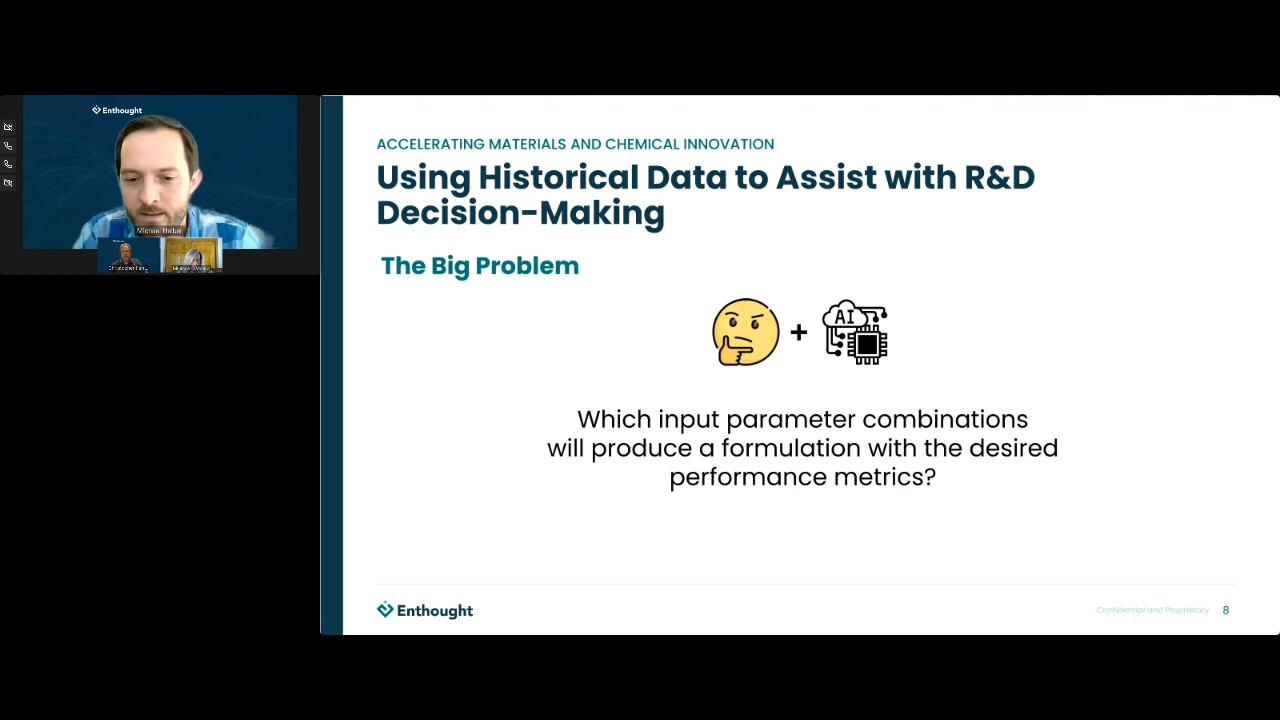 Enthought
Michael Heiber
ACCELERATING MATERIALS AND CHEMICAL INNOVATION
Using Historical Data to Assist with R&D
Decision-Making
The Big Problem
+
AI
Which input parameter combinations
will produce a formulation with the desired
performance metrics?
Enthought
Confidential and Proprietary 8